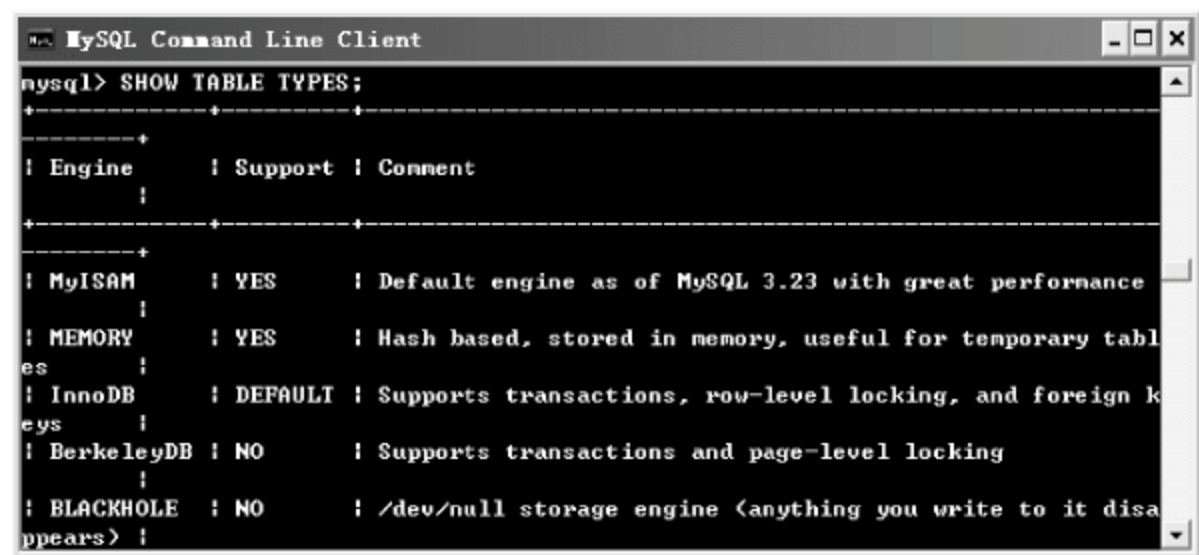 MySQL Command Line Client
mysql> SHOW TABLE TYPES;
+------------+---------+--------------------------------------------------------
--------+
| Engine     | Support | Comment
        |
+------------+---------+--------------------------------------------------------
--------+
| MyISAM     | YES     | Default engine as of MySQL 3.23 with great performance
        |
| MEMORY     | YES     | Hash based, stored in memory, useful for temporary tabl
es      |
| InnoDB     | DEFAULT | Supports transactions, row-level locking, and foreign k
eys     |
| BerkeleyDB | NO      | Supports transactions and page-level locking
        |
| BLACKHOLE  | NO      | /dev/null storage engine (anything you write to it disa
ppears) |